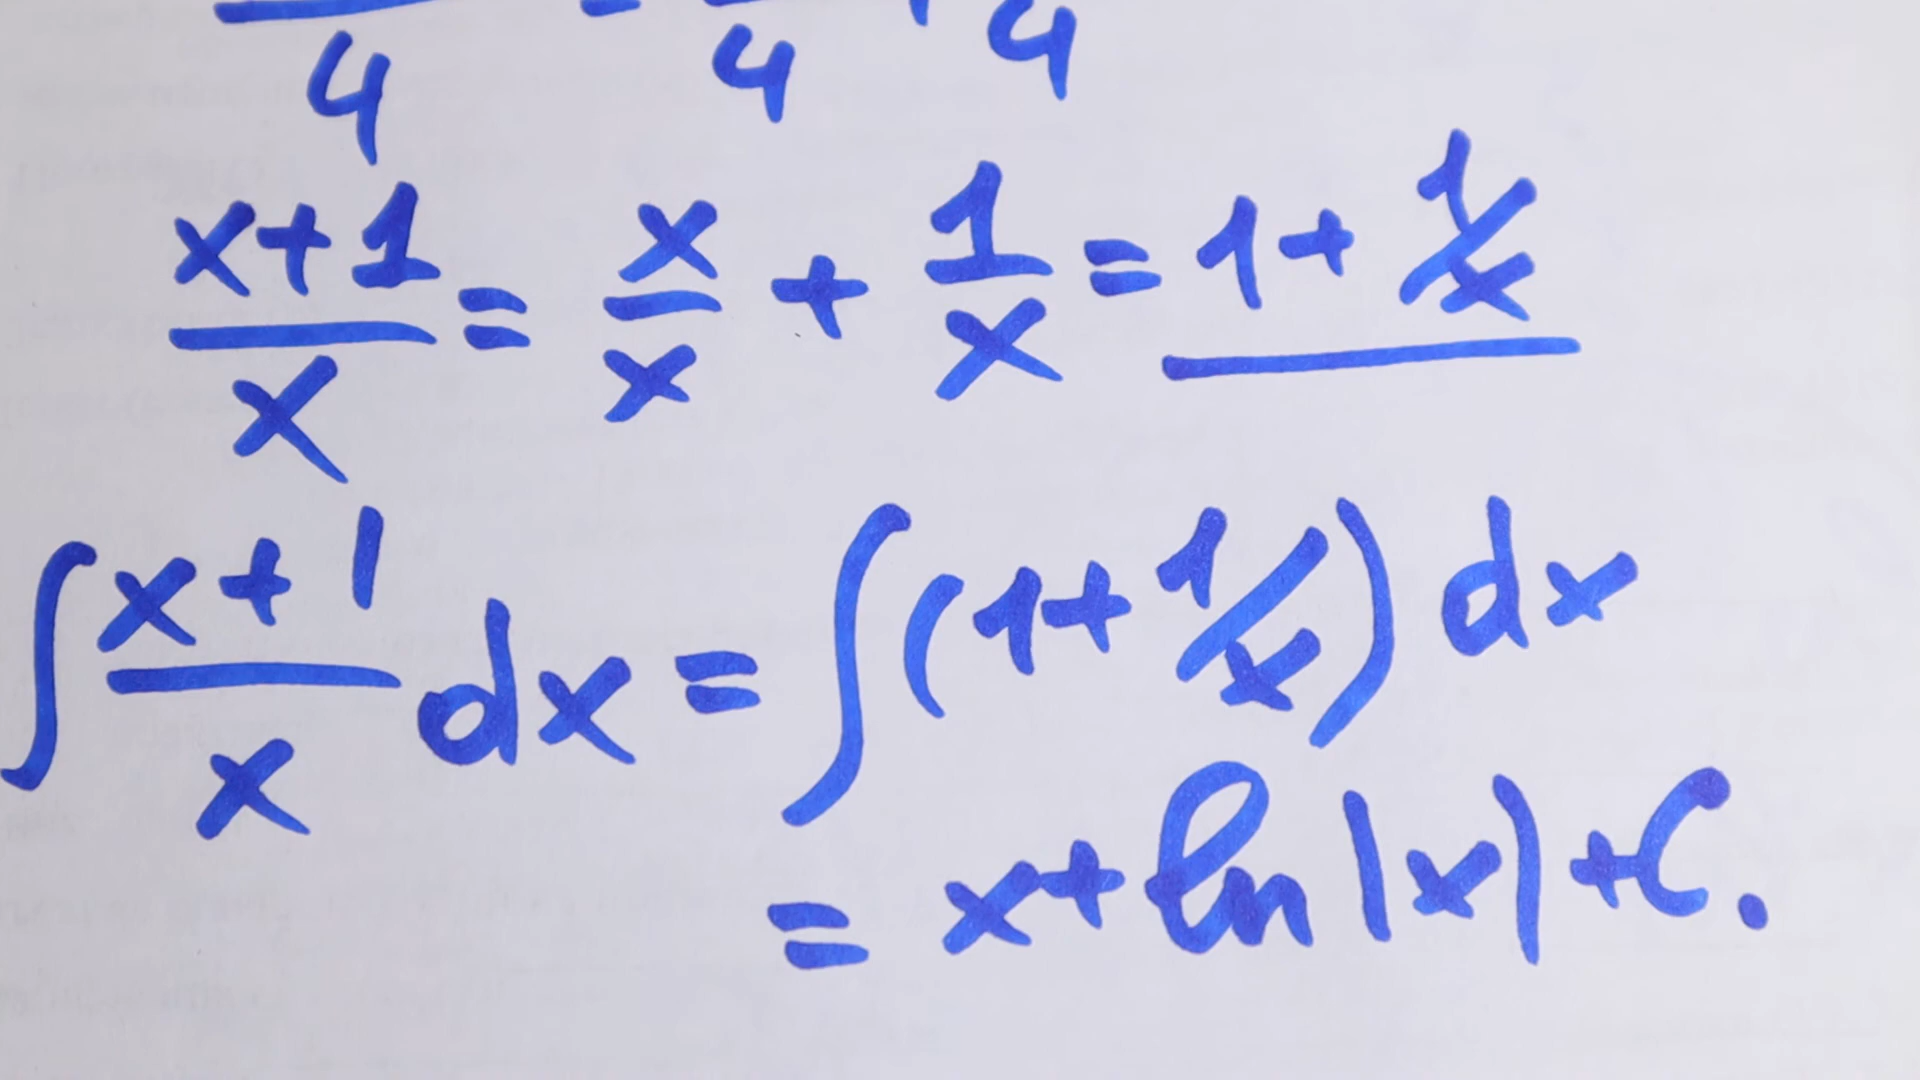 4 = 4 + 4
x+1/x = x/x + 1/x = 1 + 1/x
∫ x+1/x dx = ∫(1 + 1/x) dx
= x + ln|x| + C.